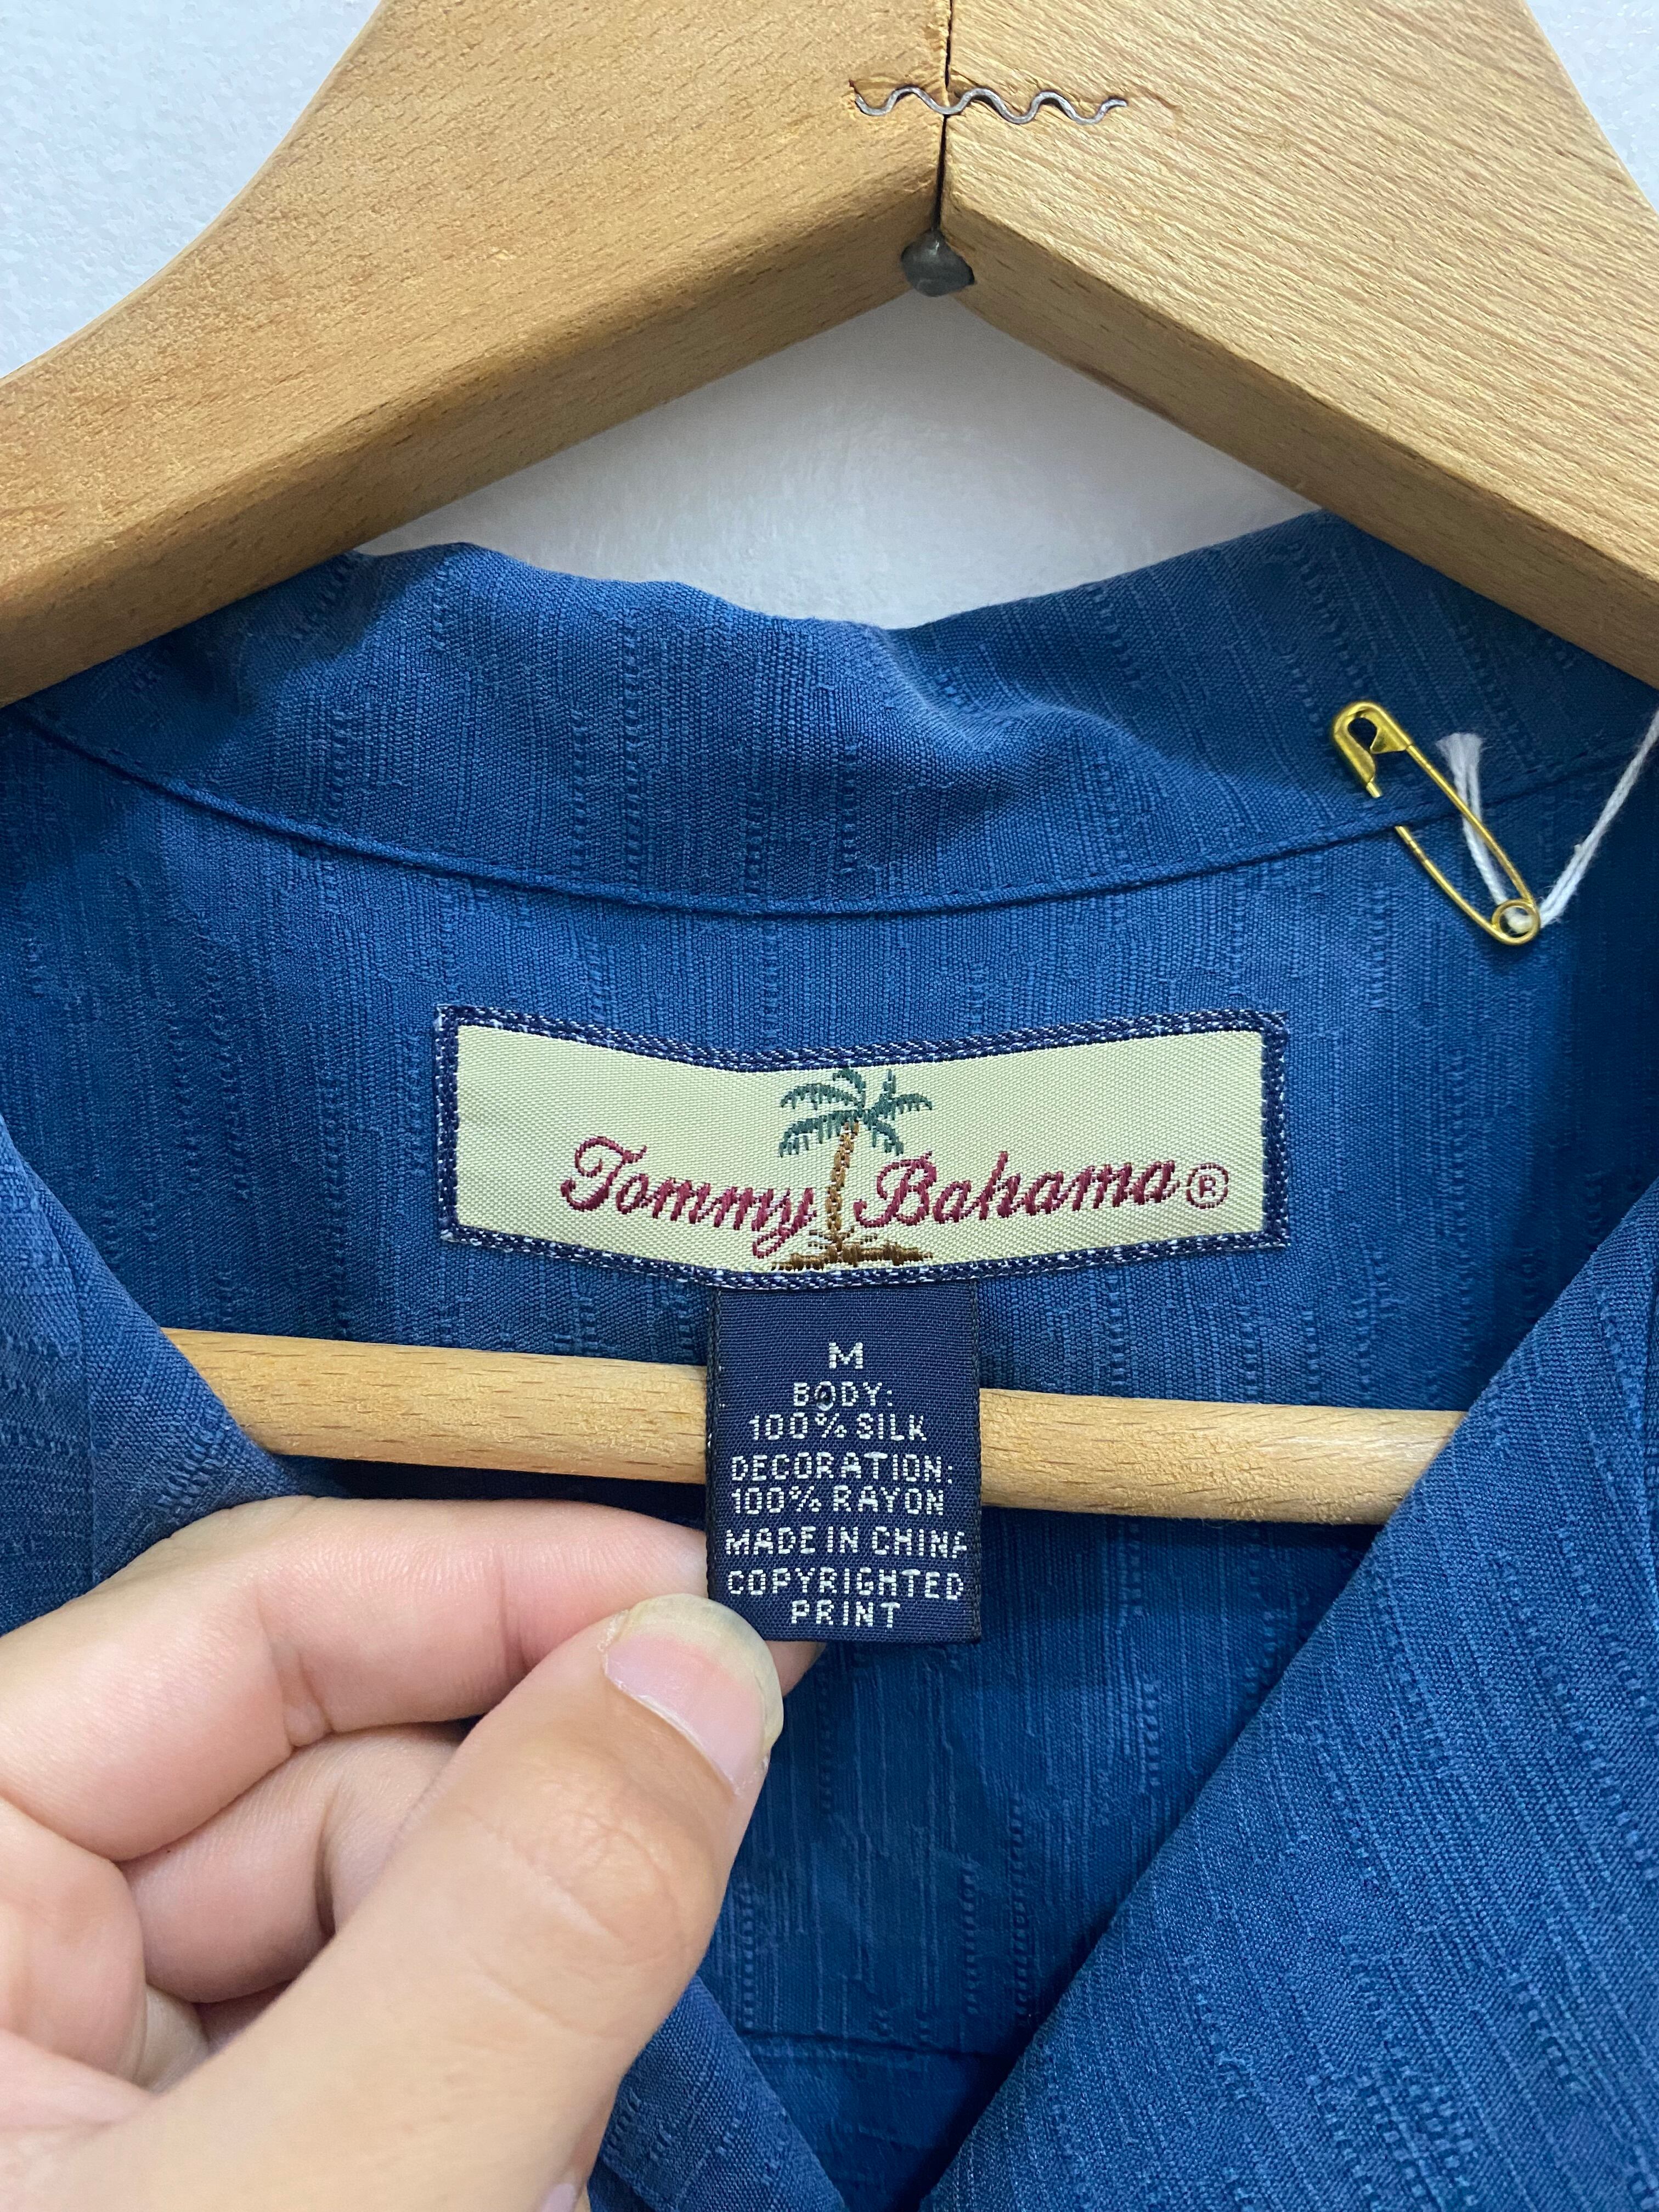 Tommy Bahama®
M
BODY:
100% SILK
DECORATION:
100% RAYON
MADE IN CHINA
COPYRIGHTED
PRINT